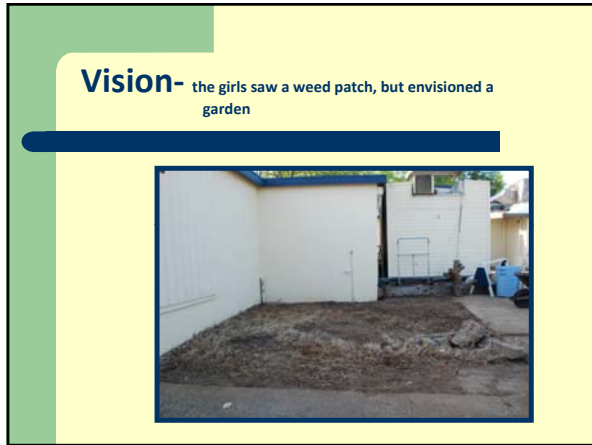 Vision- the girls saw a weed patch, but envisioned a
garden